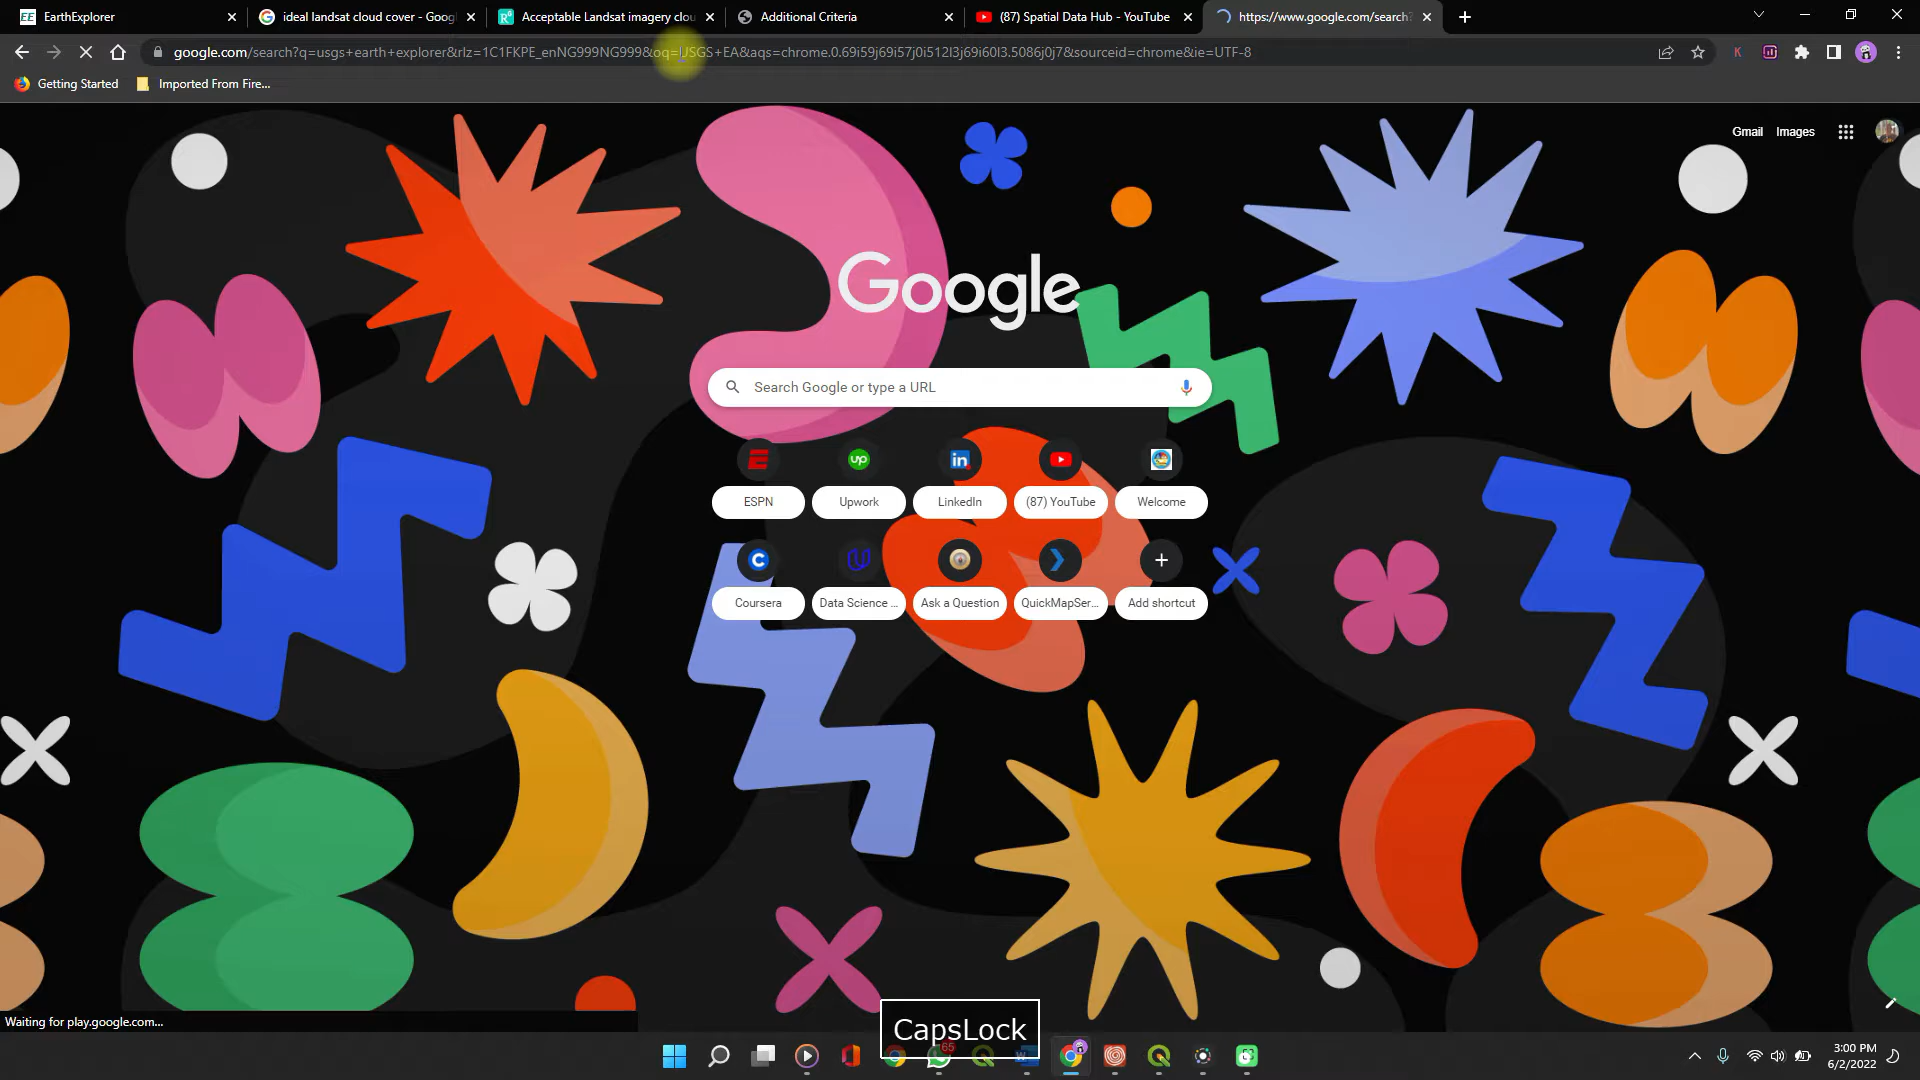 EarthExplorer
ideal landsat cloud cover - Goog
Acceptable Landsat imagery clou
Additional Criteria
(87) Spatial Data Hub - YouTube
https://www.google.com/search?
google.com/search?q=usgs+earth+explorer&rlz=1C1FKPE_enNG999NG999&oq=USGS+EA&aqs=chrome.0.69i59j69i57j0i512l3j69i60l3.5086j0j7&sourceid=chrome&ie=UTF-8
Getting Started
Imported From Fire...
Gmail Images
Google
Search Google or type a URL
ESPN
Upwork
LinkedIn
(87) YouTube
Welcome
Coursera
Data Science ...
Ask a Question
QuickMapSer...
Add shortcut
Waiting for play.google.com...
CapsLock
65
3:00 PM
6/2/2022